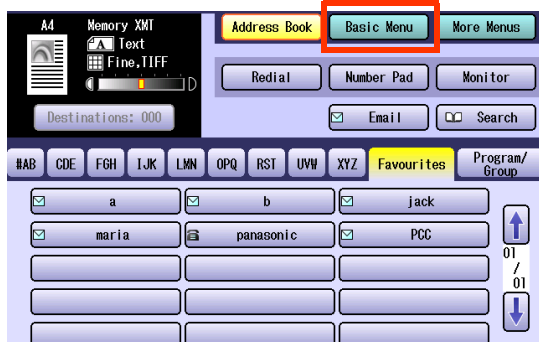 A4 Memory XMT Address Book Basic Menu More Menus
A Text
Fine,TIFF Redial Number Pad Monitor
D
Destinations: 000 Email Search
#AB CDE FGH IJK LMN OPQ RST UVW XYZ Favourites Program/
Group
a b jack
maria panasonic PCC
01
/
01